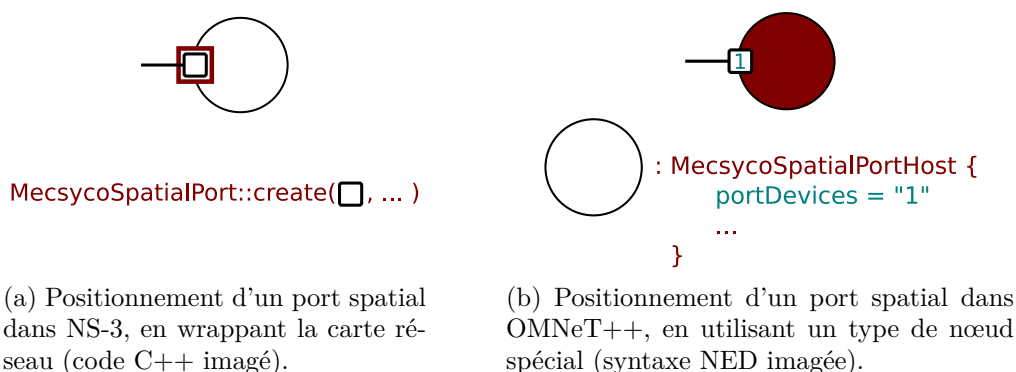 MecsycoSpatialPort::create( , ... )
(a) Positionnement d'un port spatial
dans NS-3, en wrappant la carte ré-
seau (code C++ imagé).
1
: MecsycoSpatialPortHost {
portDevices = "1"
...
}
(b) Positionnement d'un port spatial dans
OMNeT++, en utilisant un type de nœud
spécial (syntaxe NED imagée).